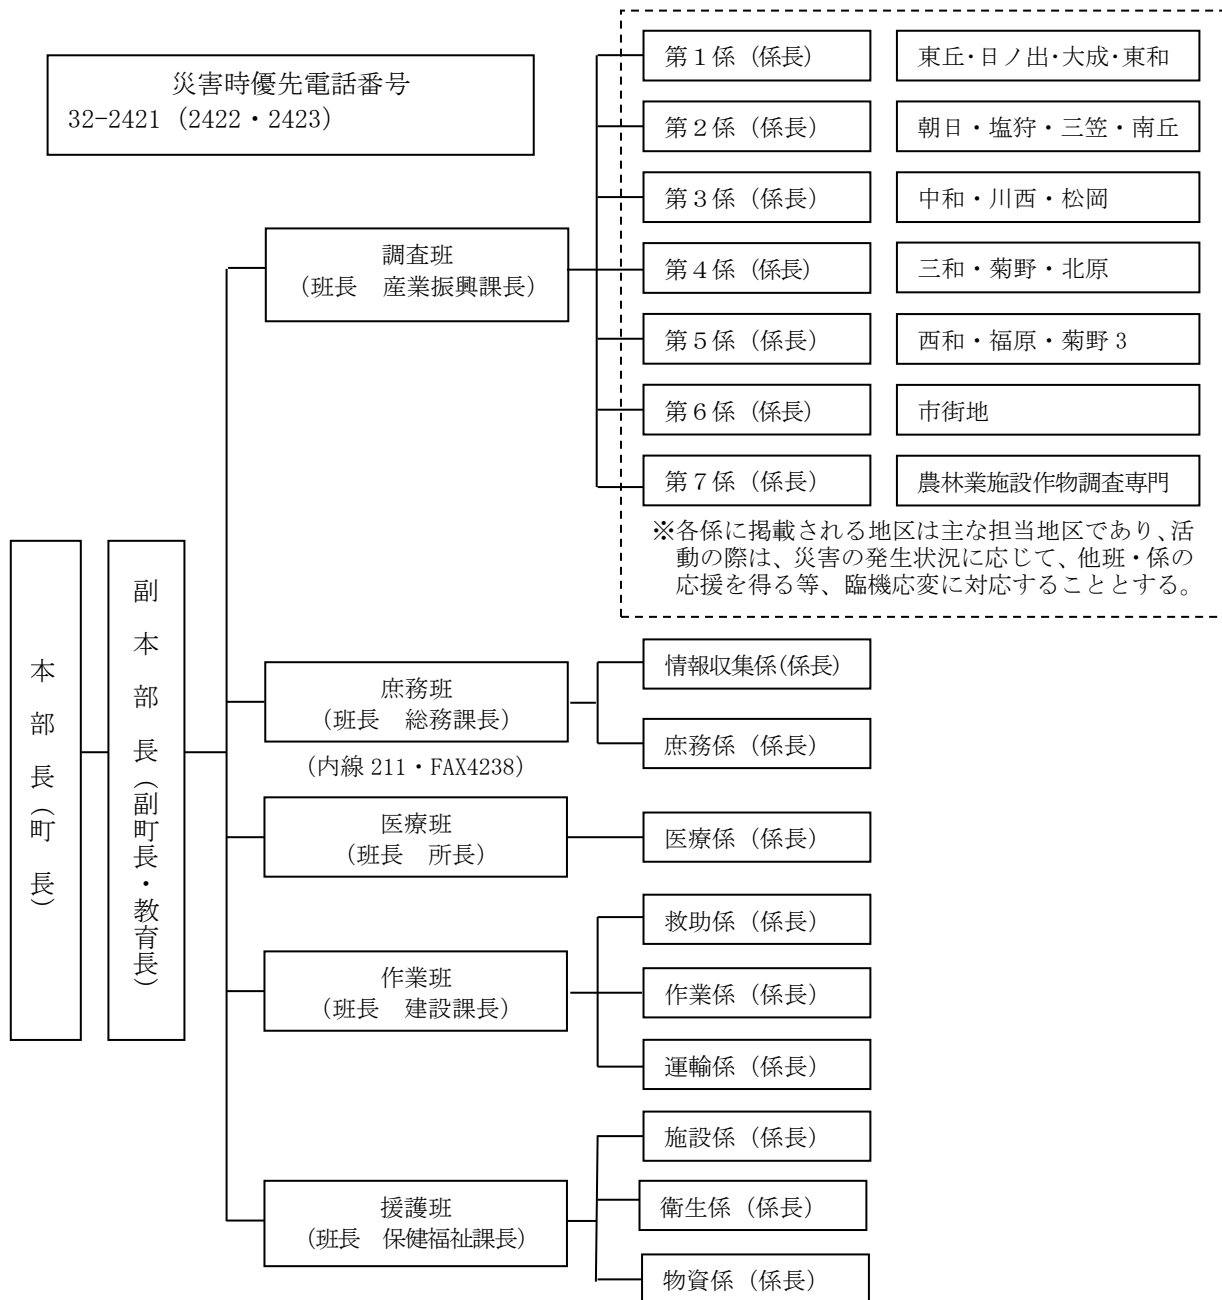 災害時優先電話番号
32-2421（2422・2423）
調査班
（班長　産業振興課長）
第１係（係長）
東丘・日ノ出・大成・東和
第２係（係長）
朝日・塩狩・三笠・南丘
第３係（係長）
中和・川西・松岡
第４係（係長）
三和・菊野・北原
第５係（係長）
西和・福原・菊野 3
第６係（係長）
市街地
第７係（係長）
農林業施設作物調査専門
※各係に掲載される地区は主な担当地区であり、活
動の際は、災害の発生状況に応じて、他班・係の
応援を得る等、臨機応変に対応することとする。
本部長（町長）
副本部長（副町長・教育長）
庶務班
（班長　総務課長）
（内線 211・FAX4238）
情報収集係（係長）
庶務係（係長）
医療班
（班長　所長）
医療係（係長）
作業班
（班長　建設課長）
救助係（係長）
作業係（係長）
運輸係（係長）
援護班
（班長　保健福祉課長）
施設係（係長）
衛生係（係長）
物資係（係長）